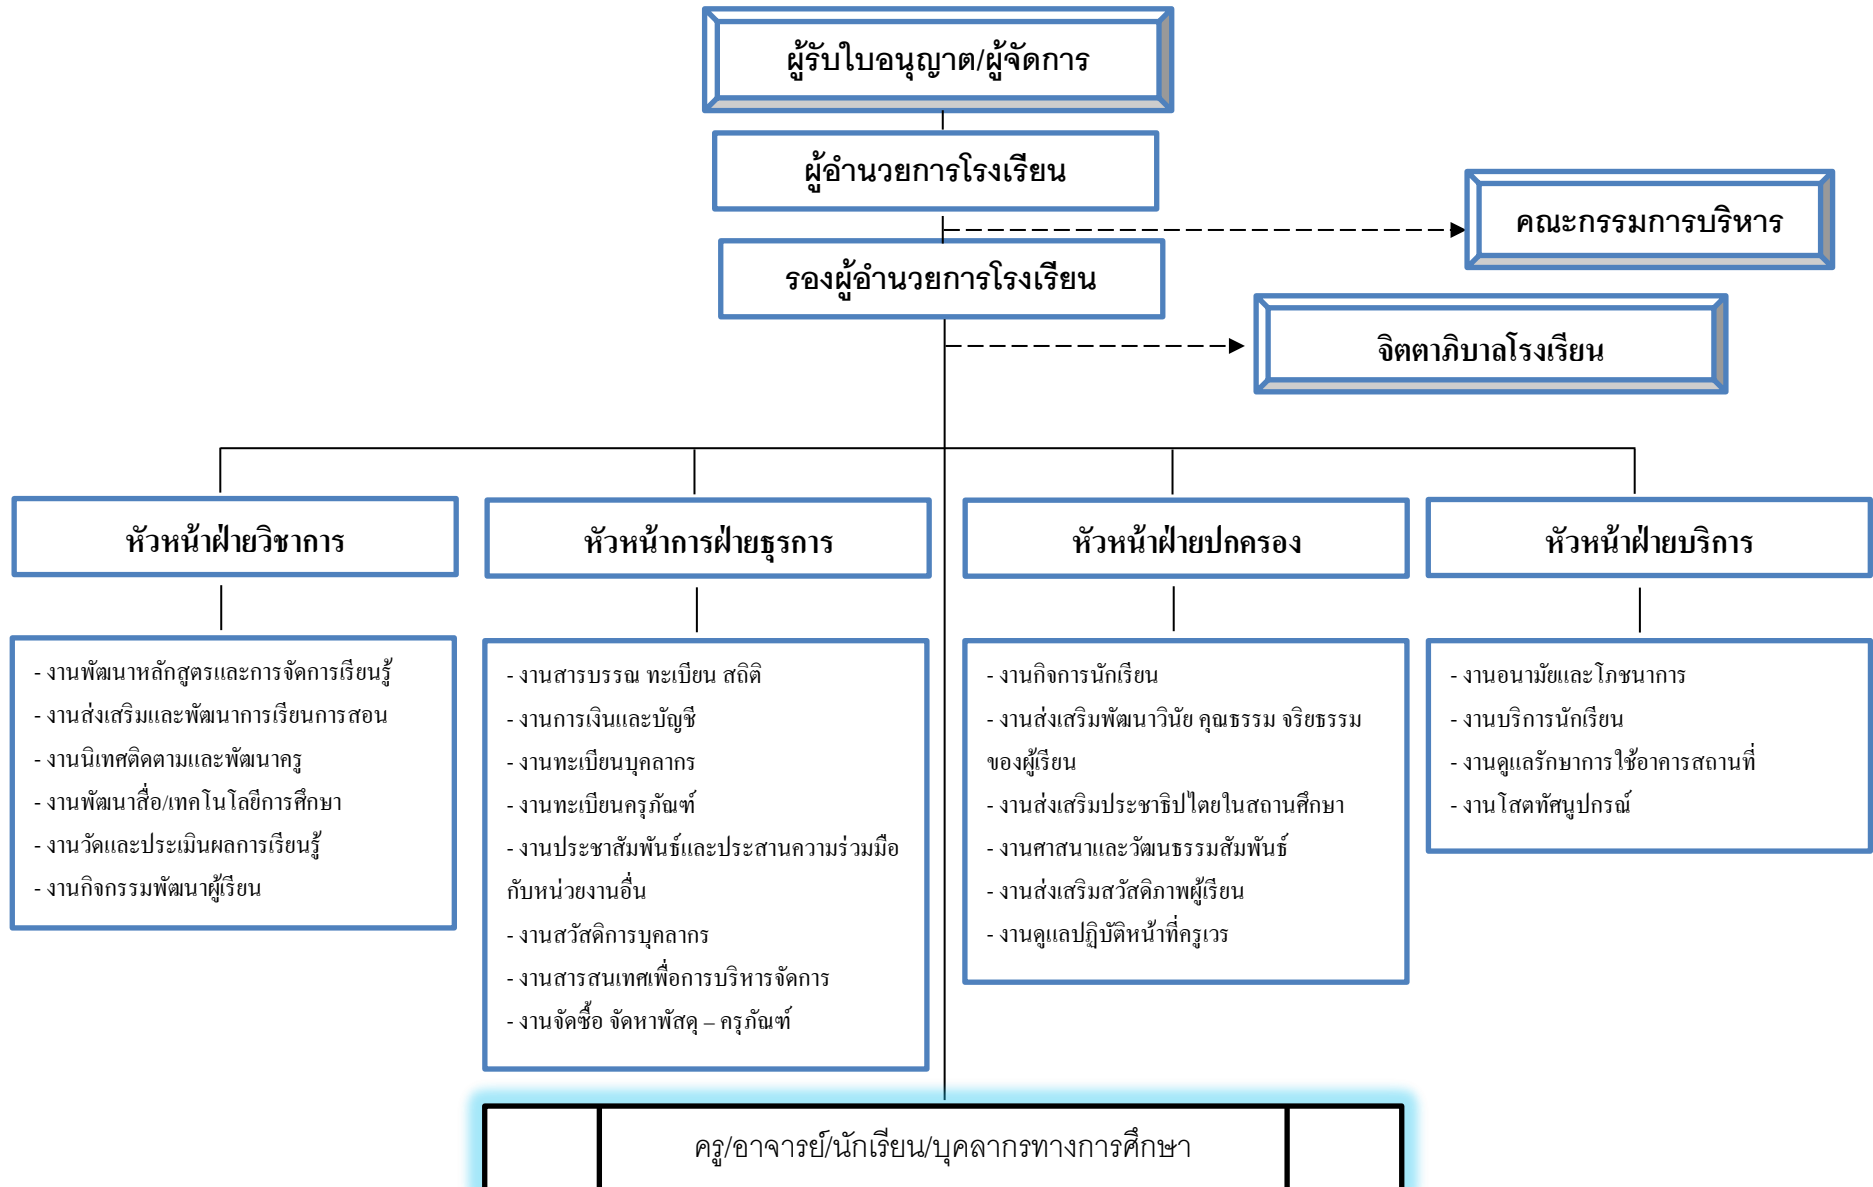 ผู้รับใบอนุญาต/ผู้จัดการ
ผู้อำนวยการโรงเรียน
คณะกรรมการบริหาร
รองผู้อำนวยการโรงเรียน
จิตตาภิบาลโรงเรียน
หัวหน้าฝ่ายวิชาการ
- งานพัฒนาหลักสูตรและการจัดการเรียนรู้
- งานส่งเสริมและพัฒนาการเรียนการสอน
- งานนิเทศติดตามและพัฒนาครู
- งานพัฒนาสื่อ/เทคโนโลยีการศึกษา
- งานวัดและประเมินผลการเรียนรู้
- งานกิจกรรมพัฒนาผู้เรียน
หัวหน้าการฝ่ายธุรการ
- งานสารบรรณ ทะเบียน สถิติ
- งานการเงินและบัญชี
- งานทะเบียนบุคลากร
- งานทะเบียนครุภัณฑ์
- งานประชาสัมพันธ์และประสานความร่วมมือ
กับหน่วยงานอื่น
- งานสวัสดิการบุคลากร
- งานสารสนเทศเพื่อการบริหารจัดการ
- งานจัดซื้อ จัดหาพัสดุ – ครุภัณฑ์
หัวหน้าฝ่ายปกครอง
- งานกิจการนักเรียน
- งานส่งเสริมพัฒนาวินัย คุณธรรม จริยธรรม
ของผู้เรียน
- งานส่งเสริมประชาธิปไตยในสถานศึกษา
- งานศาสนาและวัฒนธรรมสัมพันธ์
- งานส่งเสริมสวัสดิภาพผู้เรียน
- งานดูแลปฏิบัติหน้าที่ครูเวร
หัวหน้าฝ่ายบริการ
- งานอนามัยและโภชนาการ
- งานบริการนักเรียน
- งานดูแลรักษาการใช้อาคารสถานที่
- งานโสตทัศนูปกรณ์
ครู/อาจารย์/นักเรียน/บุคลากรทางการศึกษา